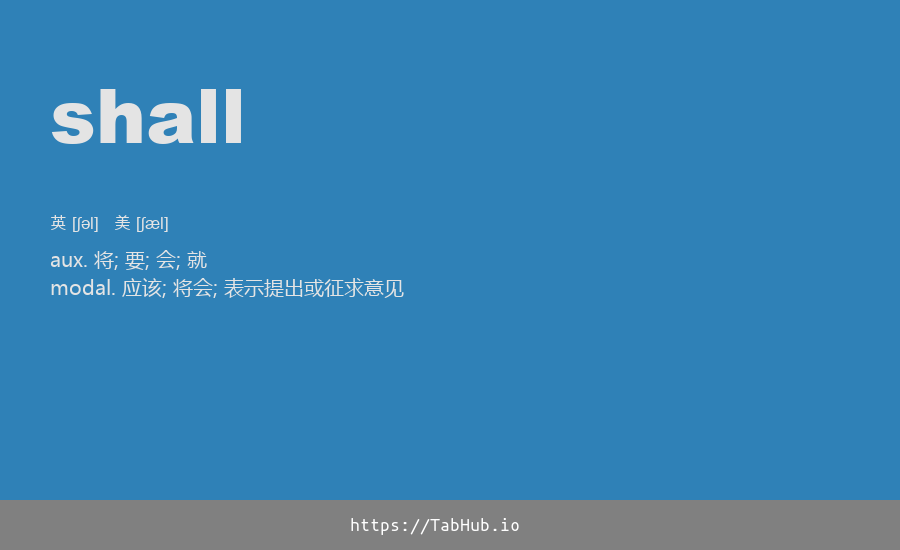 shall
英 [ʃəl] 美 [ʃæl]
aux. 将; 要; 会; 就
modal. 应该; 将会; 表示提出或征求意见
https://TabHub.io